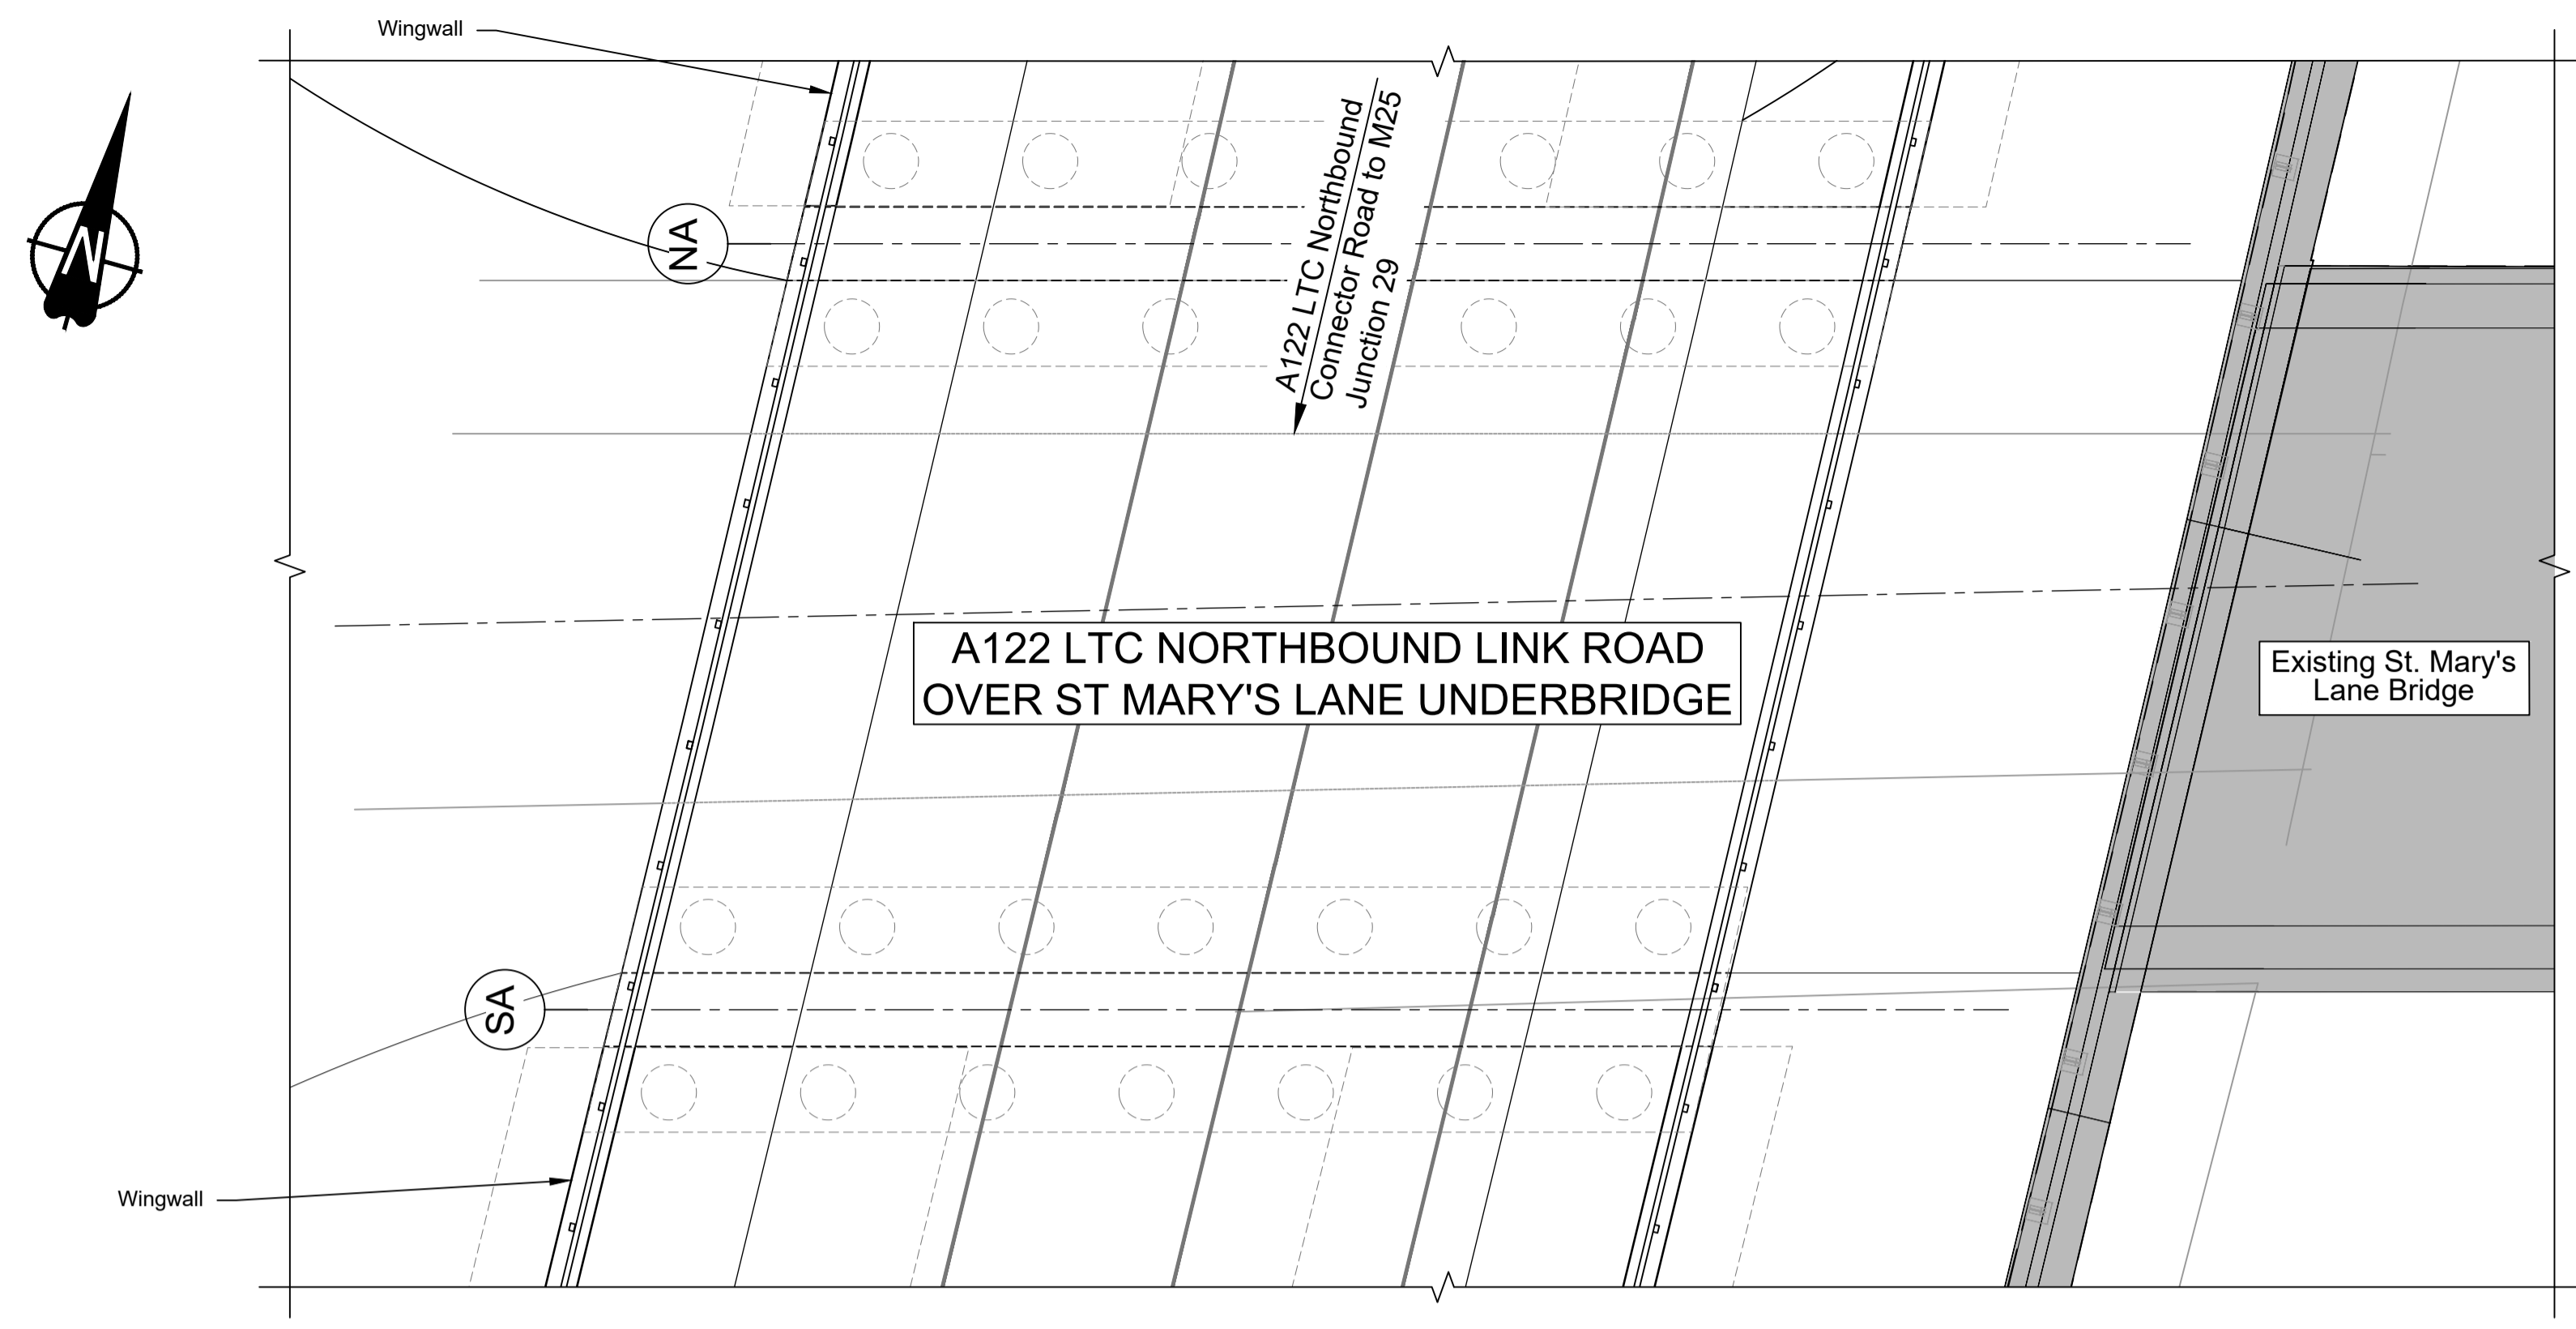 Wingwall
N
NA
A122 LTC Northbound
Connector Road to M25
Junction 29
A122 LTC NORTHBOUND LINK ROAD
OVER ST MARY'S LANE UNDERBRIDGE
Existing St. Mary's
Lane Bridge
SA
Wingwall